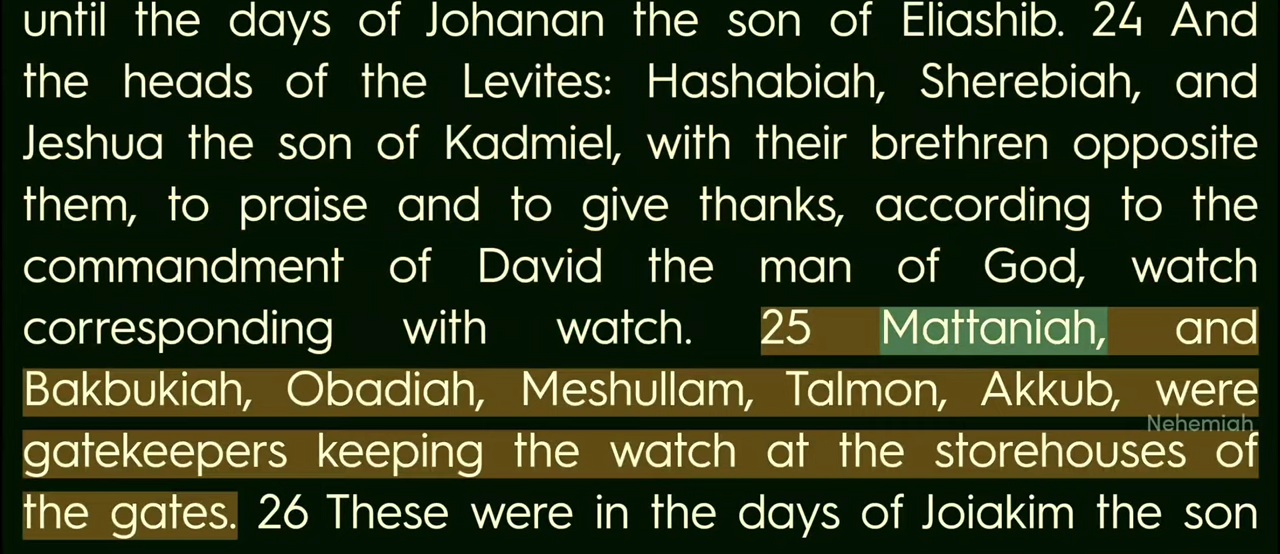 until the days of Johanan the son of Eliashib. 24 And
the heads of the Levites: Hashabiah, Sherebiah, and
Jeshua the son of Kadmiel, with their brethren opposite
them, to praise and to give thanks, according to the
commandment of David the man of God, watch
corresponding with watch. 25 Mattaniah, and
Bakbukiah, Obadiah, Meshullam, Talmon, Akkub, were
Nehemiah
gatekeepers keeping the watch at the storehouses of
the gates. 26 These were in the days of Joiakim the son